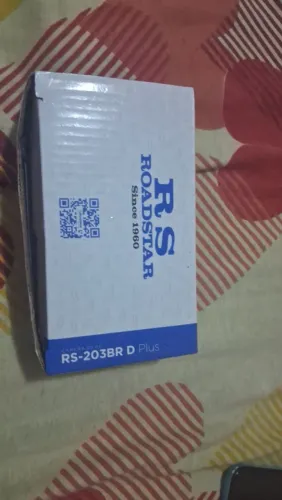 RS
ROADSTAR
Since 1960
RS-203BR D Plus